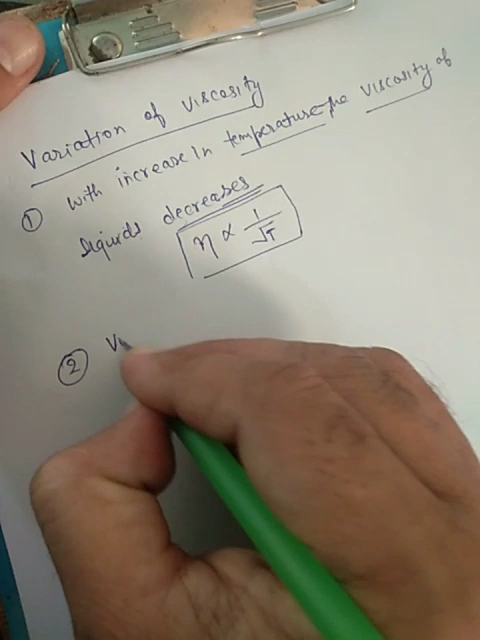 Variation of Viscosity
① With increase in temperature the viscosity of
liquids decreases
η ∝ 1/√T
②